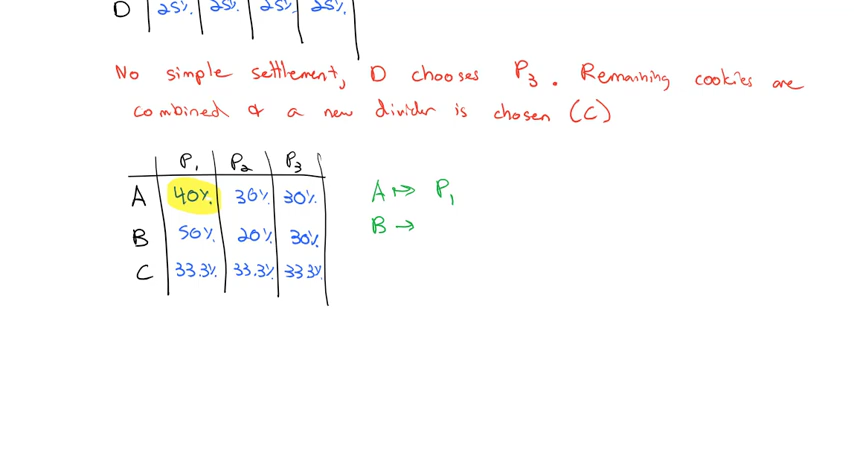 D 25% 25% 25% 25%
No simple settlement, D chooses P3. Remaining cookies are
combined & a new divider is chosen (C)
P1 P2 P3
A 40% 30% 30% A ↦ P1
B 50% 20% 30% B →
C 33.3% 33.3% 33.3%